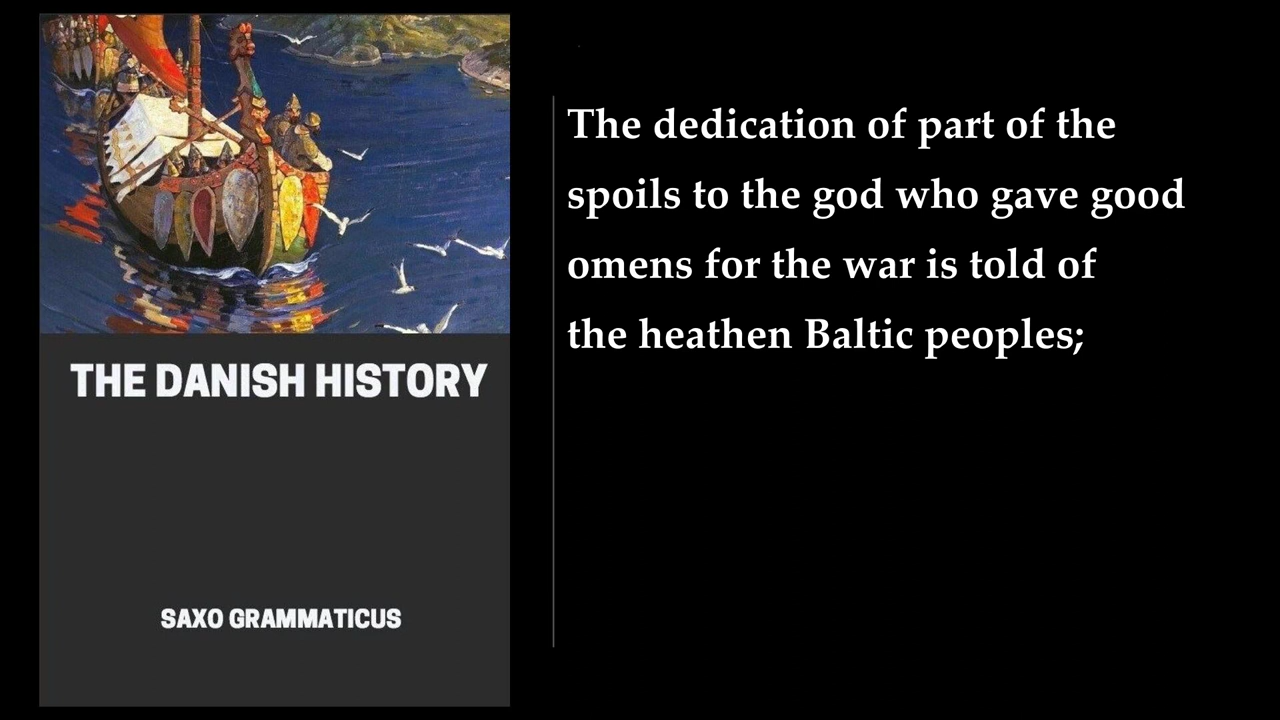 THE DANISH HISTORY
SAXO GRAMMATICUS
The dedication of part of the
spoils to the god who gave good
omens for the war is told of
the heathen Baltic peoples;